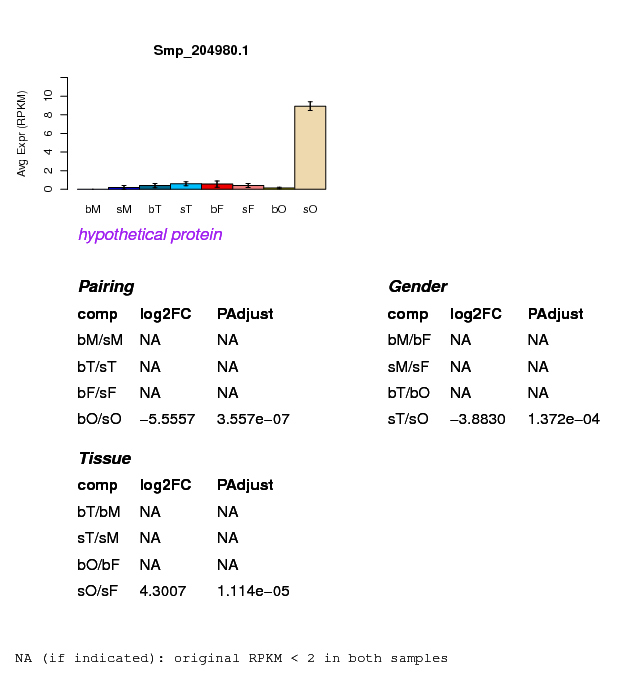 Smp_204980.1
Avg Expr (RPKM)
0 2 4 6 8 10
bM sM bT sT bF sF bO sO
hypothetical protein
Pairing
comp log2FC PAdjust
bM/sM NA NA
bT/sT NA NA
bF/sF NA NA
bO/sO −5.5557 3.557e−07
Gender
comp log2FC PAdjust
bM/bF NA NA
sM/sF NA NA
bT/bO NA NA
sT/sO −3.8830 1.372e−04
Tissue
comp log2FC PAdjust
bT/bM NA NA
sT/sM NA NA
bO/bF NA NA
sO/sF 4.3007 1.114e−05
NA (if indicated): original RPKM < 2 in both samples